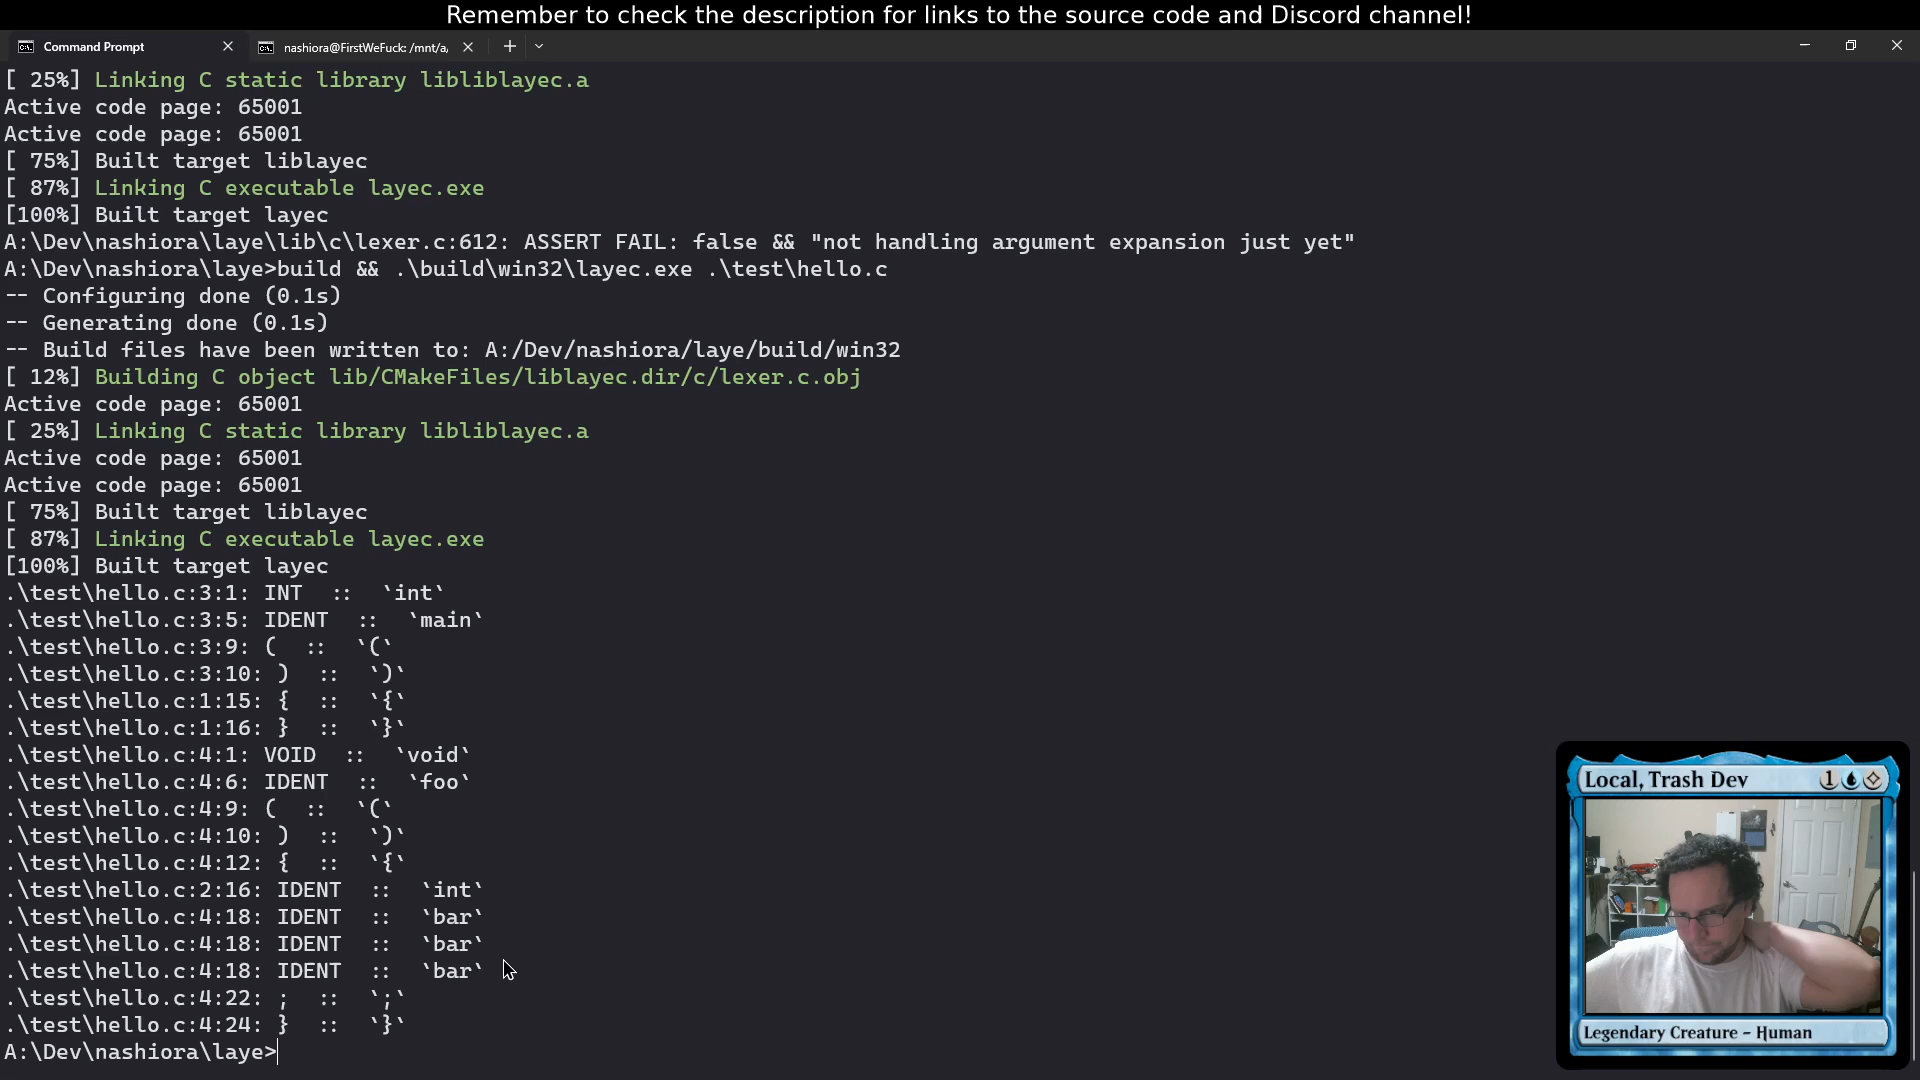 Remember to check the description for links to the source code and Discord channel!
Command Prompt
nashiora@FirstWeFuck: /mnt/a/
[ 25%] Linking C static library libliblayec.a
Active code page: 65001
Active code page: 65001
[ 75%] Built target liblayec
[ 87%] Linking C executable layec.exe
[100%] Built target layec
A:\Dev\nashiora\laye\lib\c\lexer.c:612: ASSERT FAIL: false && "not handling argument expansion just yet"
A:\Dev\nashiora\laye>build && .\build\win32\layec.exe .\test\hello.c
-- Configuring done (0.1s)
-- Generating done (0.1s)
-- Build files have been written to: A:/Dev/nashiora/laye/build/win32
[ 12%] Building C object lib/CMakeFiles/liblayec.dir/c/lexer.c.obj
Active code page: 65001
[ 25%] Linking C static library libliblayec.a
Active code page: 65001
Active code page: 65001
[ 75%] Built target liblayec
[ 87%] Linking C executable layec.exe
[100%] Built target layec
.\test\hello.c:3:1: INT  ::  `int`
.\test\hello.c:3:5: IDENT  ::  `main`
.\test\hello.c:3:9: (  ::  `(`
.\test\hello.c:3:10: )  ::  `)`
.\test\hello.c:1:15: {  ::  `{`
.\test\hello.c:1:16: }  ::  `}`
.\test\hello.c:4:1: VOID  ::  `void`
.\test\hello.c:4:6: IDENT  ::  `foo`
.\test\hello.c:4:9: (  ::  `(`
.\test\hello.c:4:10: )  ::  `)`
.\test\hello.c:4:12: {  ::  `{`
.\test\hello.c:2:16: IDENT  ::  `int`
.\test\hello.c:4:18: IDENT  ::  `bar`
.\test\hello.c:4:18: IDENT  ::  `bar`
.\test\hello.c:4:18: IDENT  ::  `bar`
.\test\hello.c:4:22: ;  ::  `;`
.\test\hello.c:4:24: }  ::  `}`
A:\Dev\nashiora\laye>
Local, Trash Dev 1
Legendary Creature – Human